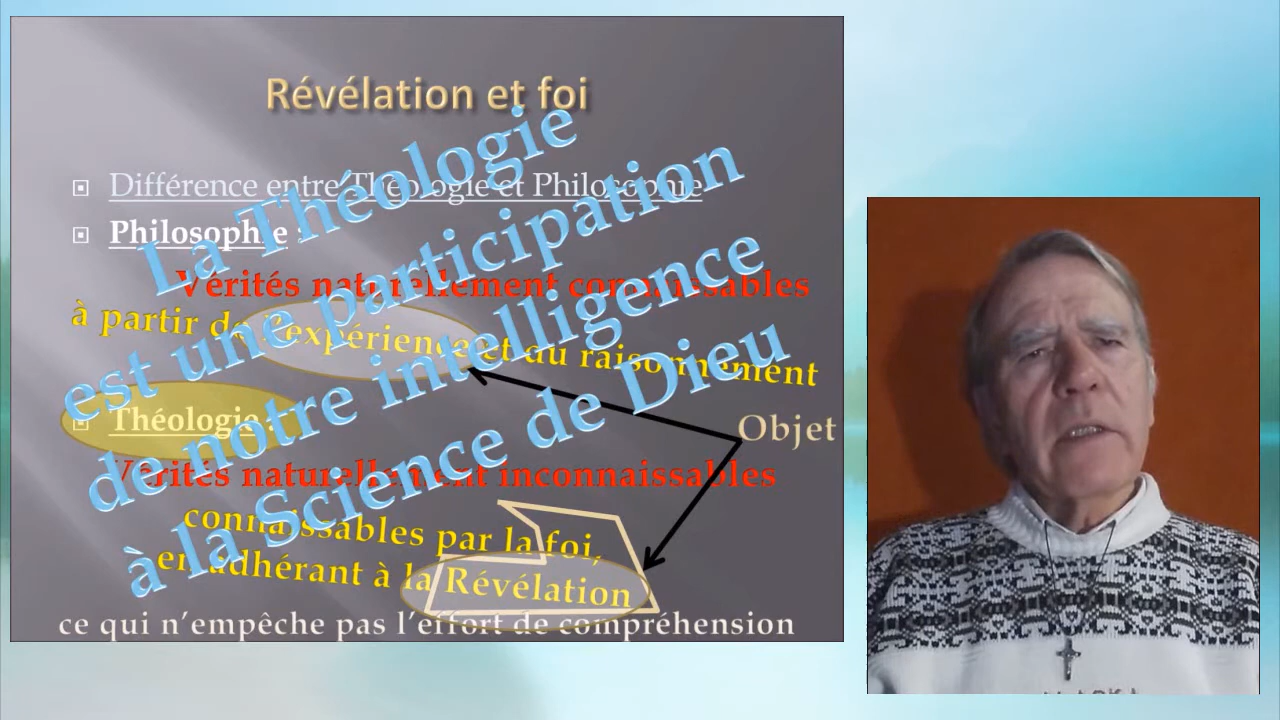 Révélation et foi
Différence entre Théologie et Philosophie
Philosophie :
Vérités naturellement connaissables
à partir de l'expérience et du raisonnement
Théologie :
Objet
Vérités naturellement inconnaissables
connaissables par la foi,
en adhérant à la Révélation
ce qui n'empêche pas l'effort de compréhension
La Théologie
est une participation
de notre intelligence
à la Science de Dieu